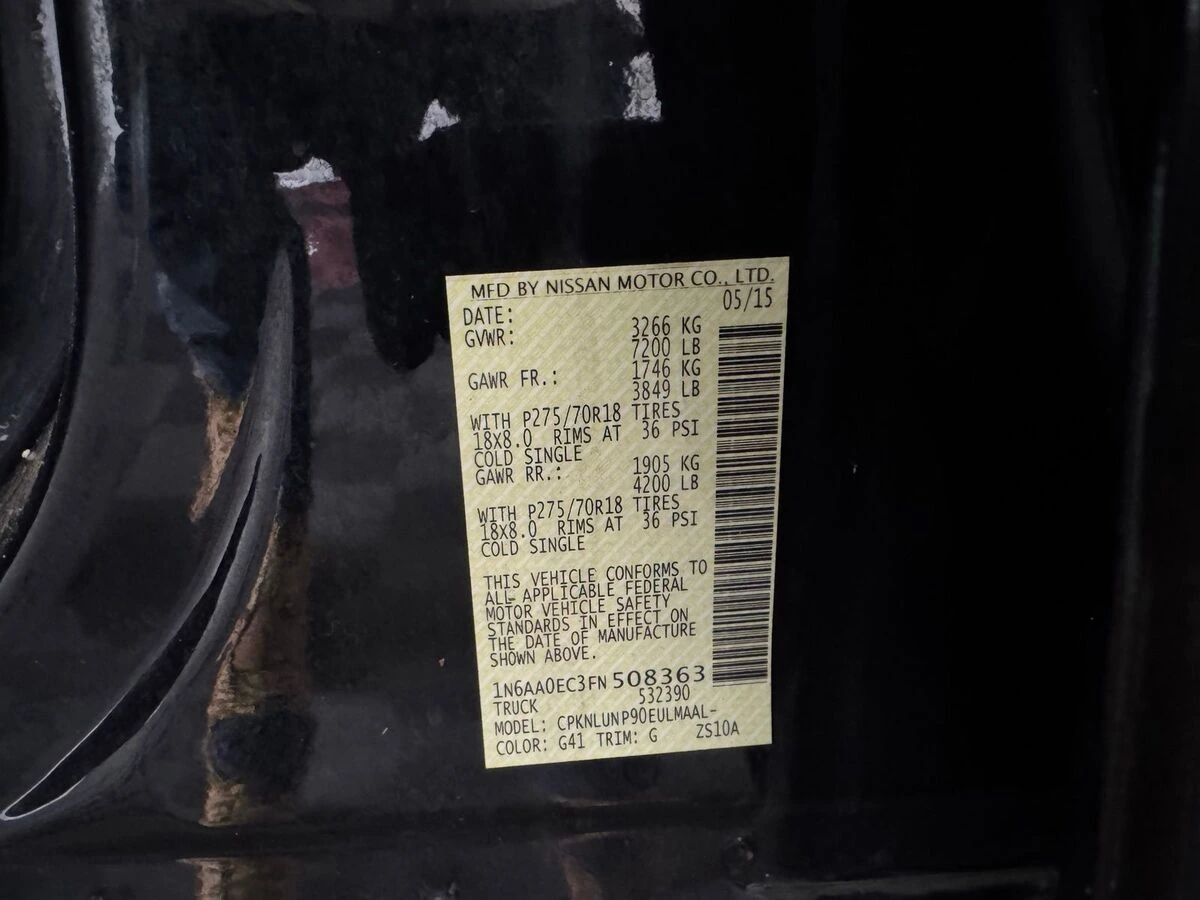 MFD BY NISSAN MOTOR CO., LTD.
DATE: 05/15
GVWR: 3266 KG
7200 LB
GAWR FR.: 1746 KG
3849 LB
WITH P275/70R18 TIRES
18X8.0 RIMS AT 36 PSI
COLD SINGLE
GAWR RR.: 1905 KG
4200 LB
WITH P275/70R18 TIRES
18X8.0 RIMS AT 36 PSI
COLD SINGLE
THIS VEHICLE CONFORMS TO
ALL APPLICABLE FEDERAL
MOTOR VEHICLE SAFETY
STANDARDS IN EFFECT ON
THE DATE OF MANUFACTURE
SHOWN ABOVE.
1N6AA0EC3FN508363
TRUCK 532390
MODEL: CPKNLUNP90EULMAAL-
COLOR: G41 TRIM: G ZS10A